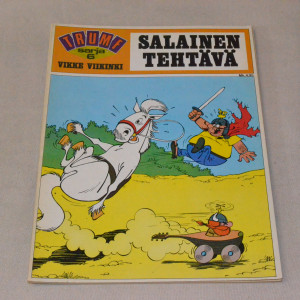 TRUMF
sarja
6
VIKKE VIIKINKI
SALAINEN
TEHTÄVÄ